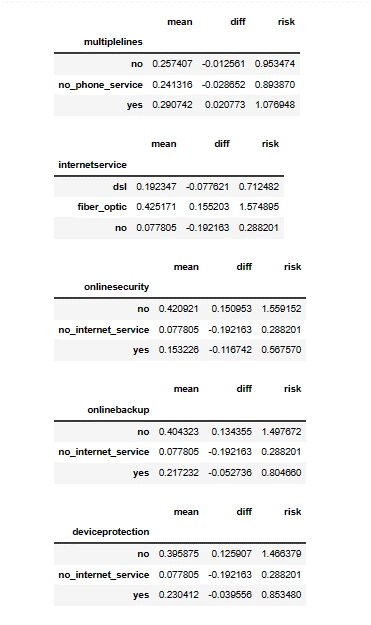 mean diff risk
multiplelines
no 0.257407 -0.012561 0.953474
no_phone_service 0.241316 -0.028652 0.893870
yes 0.290742 0.020773 1.076948
mean diff risk
internetservice
dsl 0.192347 -0.077621 0.712482
fiber_optic 0.425171 0.155203 1.574895
no 0.077805 -0.192163 0.288201
mean diff risk
onlinesecurity
no 0.420921 0.150953 1.559152
no_internet_service 0.077805 -0.192163 0.288201
yes 0.153226 -0.116742 0.567570
mean diff risk
onlinebackup
no 0.404323 0.134355 1.497672
no_internet_service 0.077805 -0.192163 0.288201
yes 0.217232 -0.052736 0.804660
mean diff risk
deviceprotection
no 0.395875 0.125907 1.466379
no_internet_service 0.077805 -0.192163 0.288201
yes 0.230412 -0.039556 0.853480